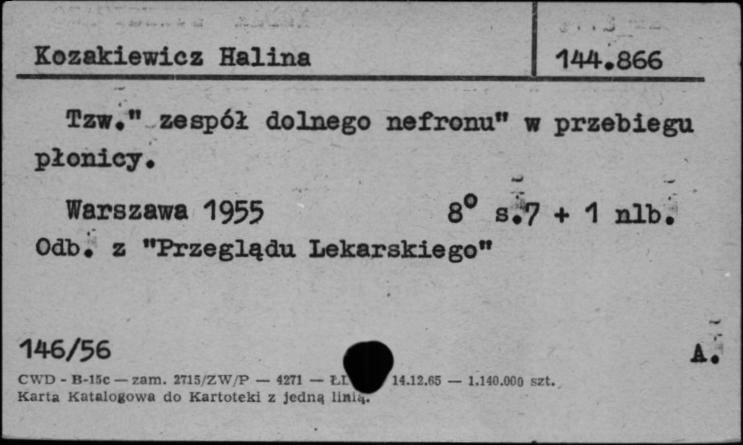 Kozakiewicz Halina 144.866
Tzw." zespół dolnego nefronu" w przebiegu
płonicy.
Warszawa 1955 8° s.7 + 1 nlb.
Odb. z "Przeglądu Lekarskiego"
146/56 A.
CWD - B-15c — zam. 2715/ZW/P — 4271 — 14.12.65 — 1.140.000 szt.
Karta Katalogowa do Kartoteki z jedną linią.